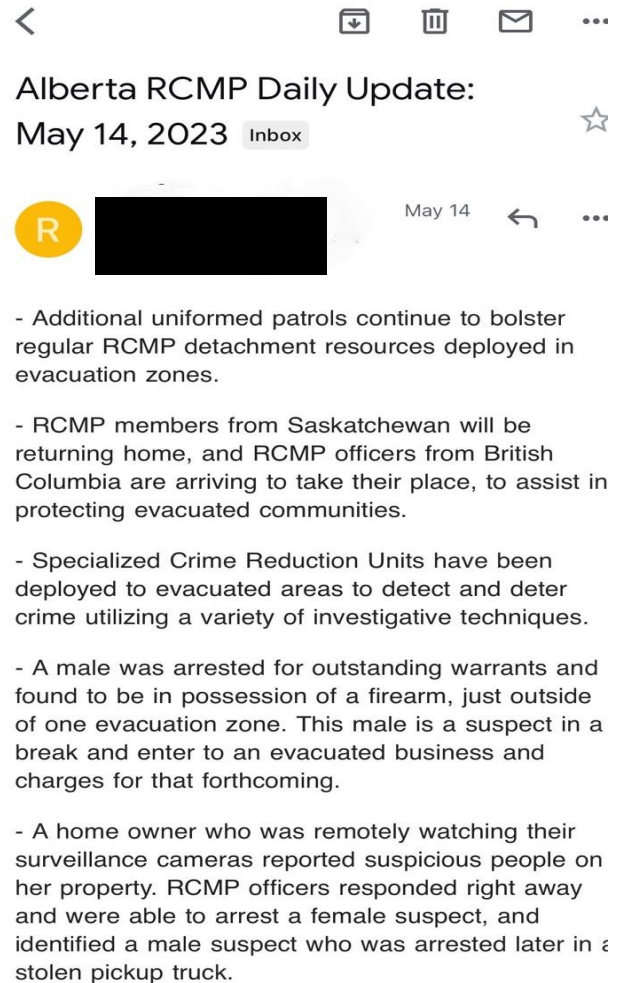 Alberta RCMP Daily Update:
May 14, 2023 Inbox
R
May 14
- Additional uniformed patrols continue to bolster
regular RCMP detachment resources deployed in
evacuation zones.
- RCMP members from Saskatchewan will be
returning home, and RCMP officers from British
Columbia are arriving to take their place, to assist in
protecting evacuated communities.
- Specialized Crime Reduction Units have been
deployed to evacuated areas to detect and deter
crime utilizing a variety of investigative techniques.
- A male was arrested for outstanding warrants and
found to be in possession of a firearm, just outside
of one evacuation zone. This male is a suspect in a
break and enter to an evacuated business and
charges for that forthcoming.
- A home owner who was remotely watching their
surveillance cameras reported suspicious people on
her property. RCMP officers responded right away
and were able to arrest a female suspect, and
identified a male suspect who was arrested later in a
stolen pickup truck.